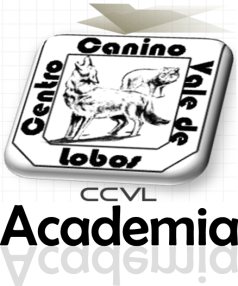 Centro Canino Vale de Lobos
CCVL
Academia